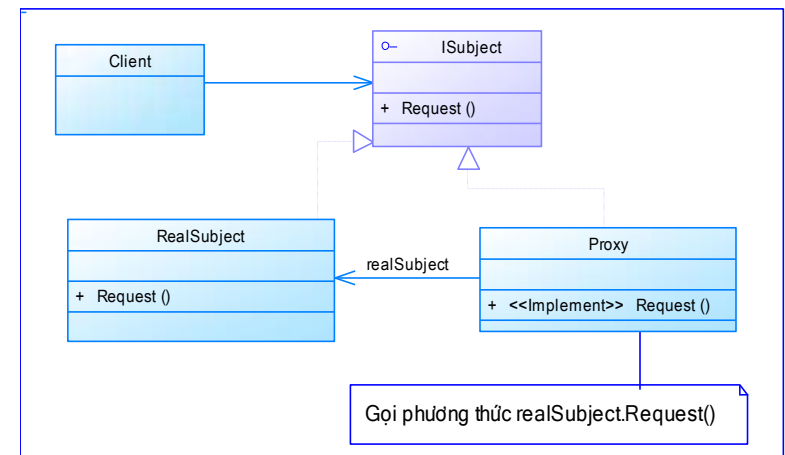 Client
ISubject
+ Request ()
RealSubject
+ Request ()
realSubject
Proxy
+ <<Implement>> Request ()
Gọi phương thức realSubject.Request()